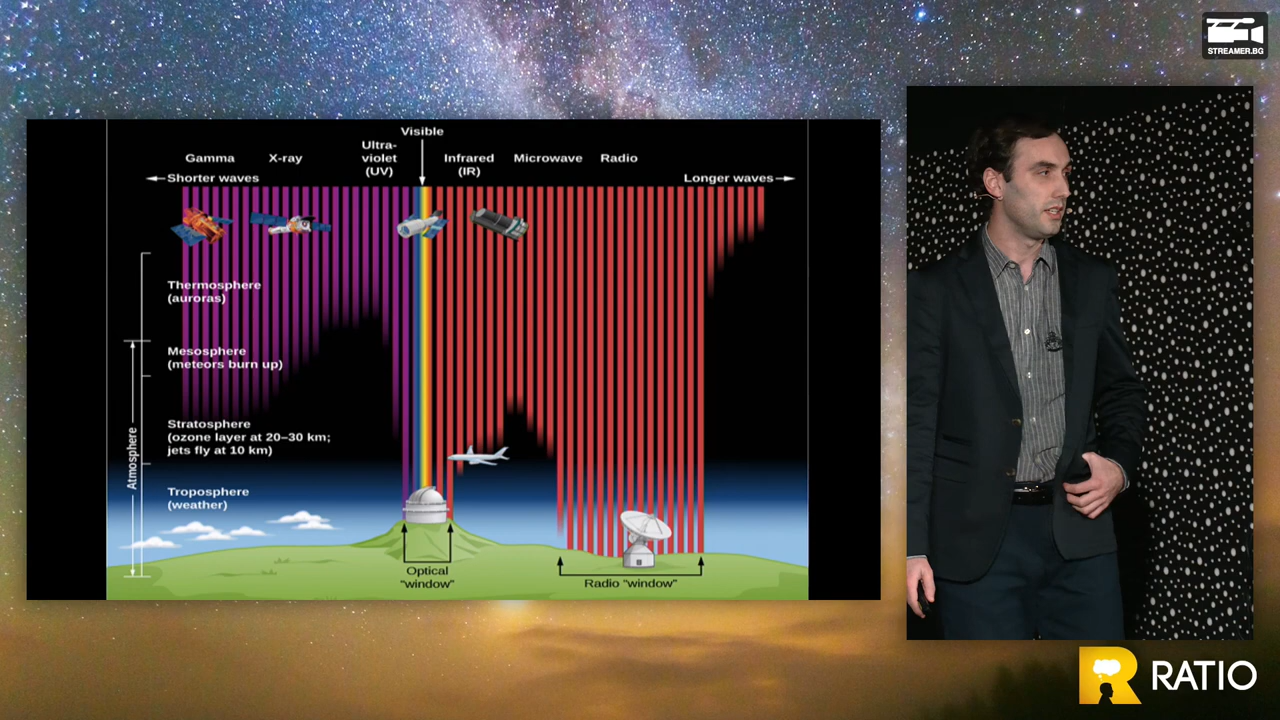 STREAMER.BG
Visible
Ultra-
violet
(UV)
Gamma
X-ray
Infrared
(IR)
Microwave
Radio
Shorter waves
Longer waves
Thermosphere
(auroras)
Mesosphere
(meteors burn up)
Stratosphere
(ozone layer at 20–30 km;
jets fly at 10 km)
Atmosphere
Troposphere
(weather)
Optical
“window”
Radio “window”
RATIO